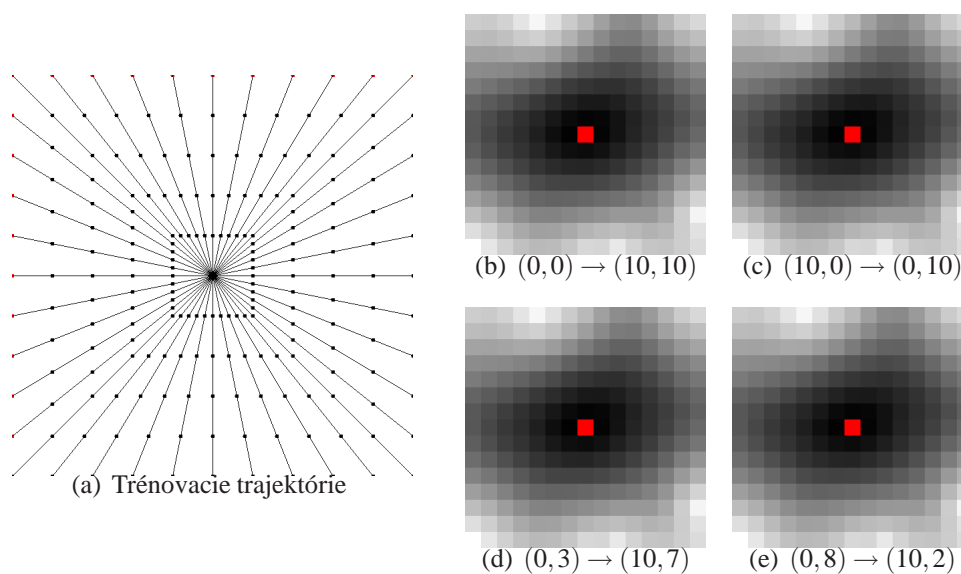 (b) (0,0) → (10,10)
(c) (10,0) → (0,10)
(a) Trénovacie trajektórie
(d) (0,3) → (10,7)
(e) (0,8) → (10,2)